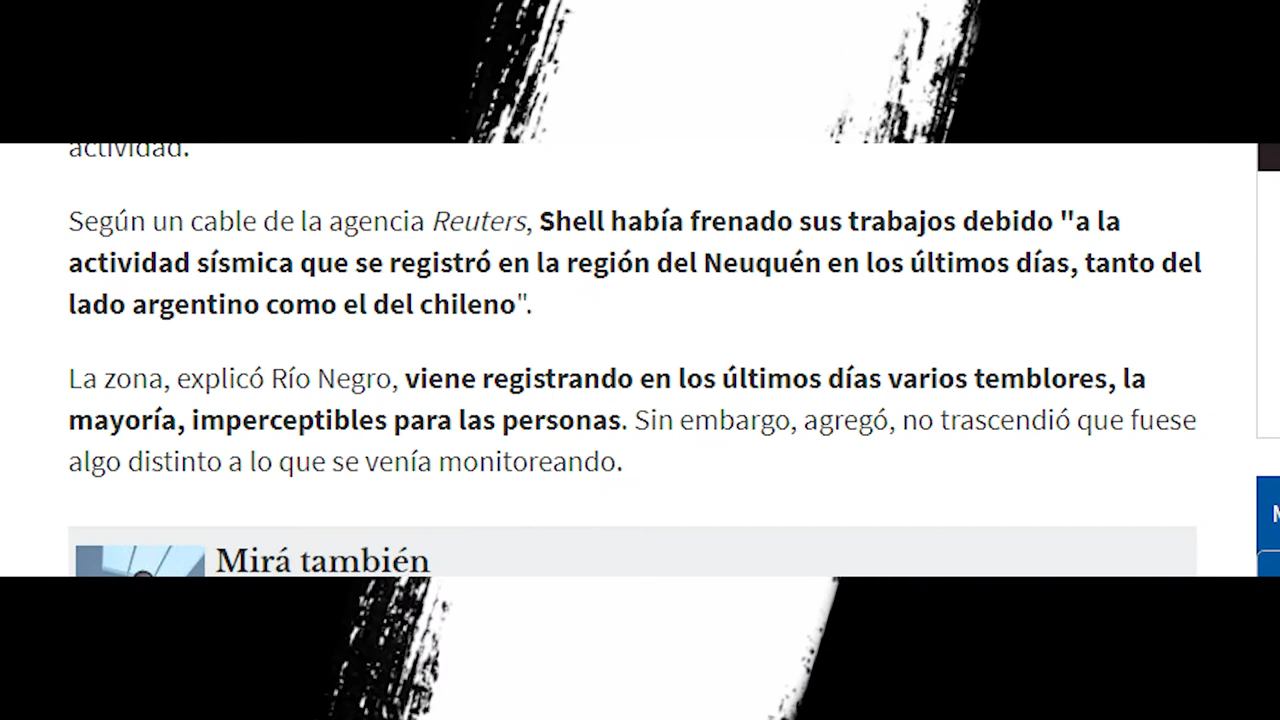 actividad.
Según un cable de la agencia Reuters, Shell había frenado sus trabajos debido "a la
actividad sísmica que se registró en la región del Neuquén en los últimos días, tanto del
lado argentino como el del chileno".
La zona, explicó Río Negro, viene registrando en los últimos días varios temblores, la
mayoría, imperceptibles para las personas. Sin embargo, agregó, no trascendió que fuese
algo distinto a lo que se venía monitoreando.
Mirá también